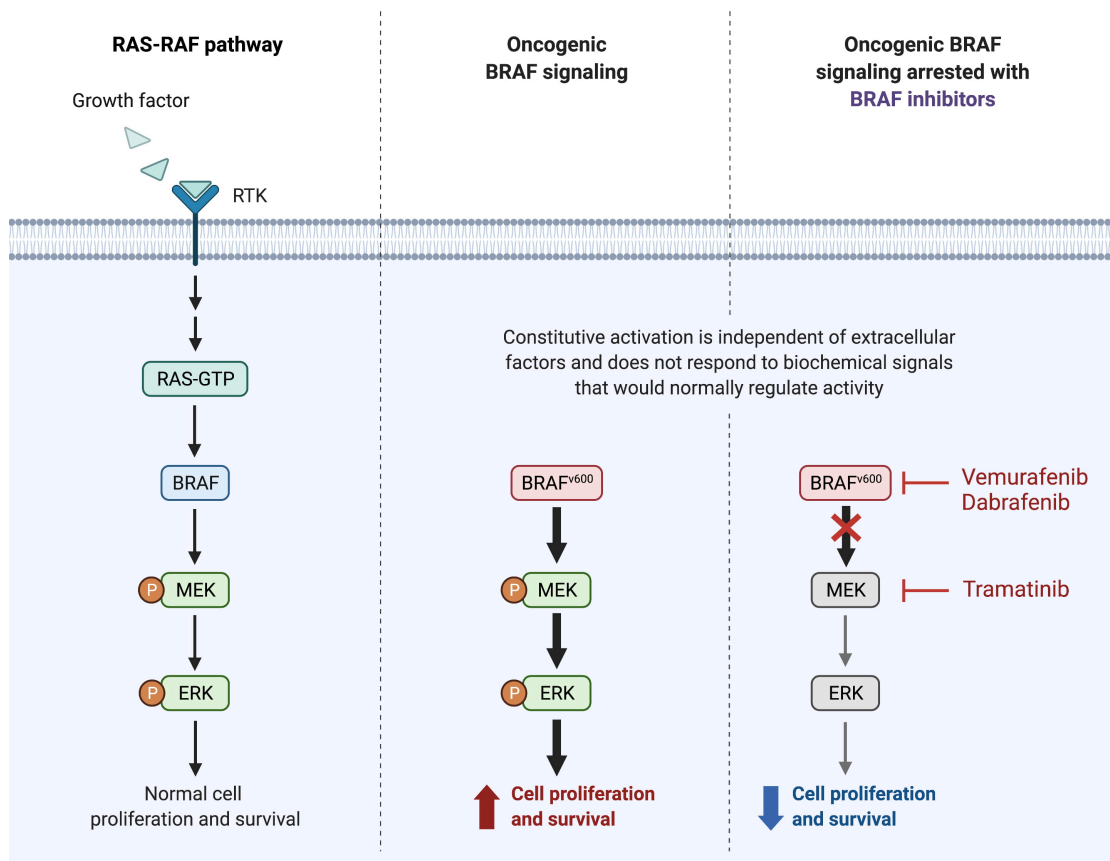 RAS-RAF pathway
Growth factor
RTK
RAS-GTP
BRAF
P MEK
P ERK
Normal cell
proliferation and survival
Oncogenic
BRAF signaling
Oncogenic BRAF
signaling arrested with
BRAF inhibitors
Constitutive activation is independent of extracellular
factors and does not respond to biochemical signals
that would normally regulate activity
BRAFv600
P MEK
P ERK
Cell proliferation
and survival
BRAFv600
Vemurafenib
Dabrafenib
MEK
Tramatinib
ERK
Cell proliferation
and survival